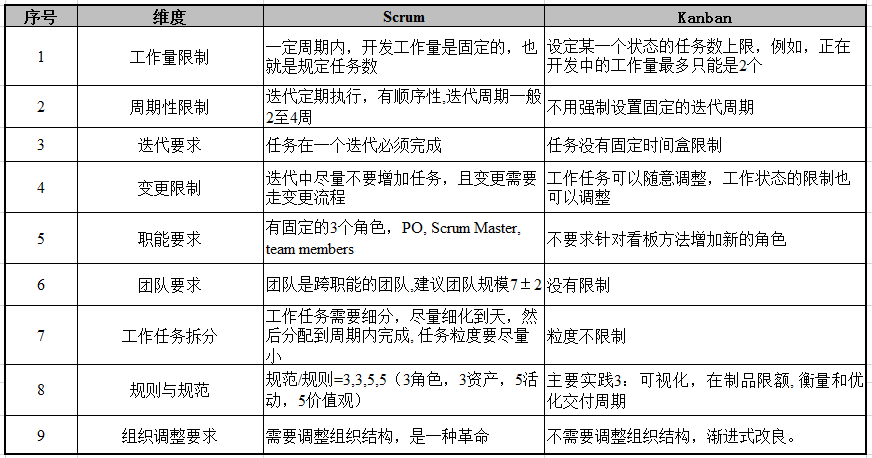 序号 维度 Scrum Kanban
1 工作量限制 一定周期内，开发工作量是固定的，也
就是规定任务数 设定某一个状态的任务数上限，例如，正在
开发中的工作量最多只能是2个
2 周期性限制 迭代定期执行，有顺序性,迭代周期一般
2至4周 不用强制设置固定的迭代周期
3 迭代要求 任务在一个迭代必须完成 任务没有固定时间盒限制
4 变更限制 迭代中尽量不要增加任务，且变更需要
走变更流程 工作任务可以随意调整，工作状态的限制也
可以调整
5 职能要求 有固定的3个角色，PO, Scrum Master,
team members 不要求针对看板方法增加新的角色
6 团队要求 团队是跨职能的团队,建议团队规模7±2 没有限制
7 工作任务拆分 工作任务需要细分，尽量细化到天，然
后分配到周期内完成, 任务粒度要尽量
小 粒度不限制
8 规则与规范 规范/规则=3,3,5,5（3角色，3资产，5活
动，5价值观） 主要实践3：可视化，在制品限额, 衡量和优
化交付周期
9 组织调整要求 需要调整组织结构，是一种革命 不需要调整组织结构，渐进式改良。